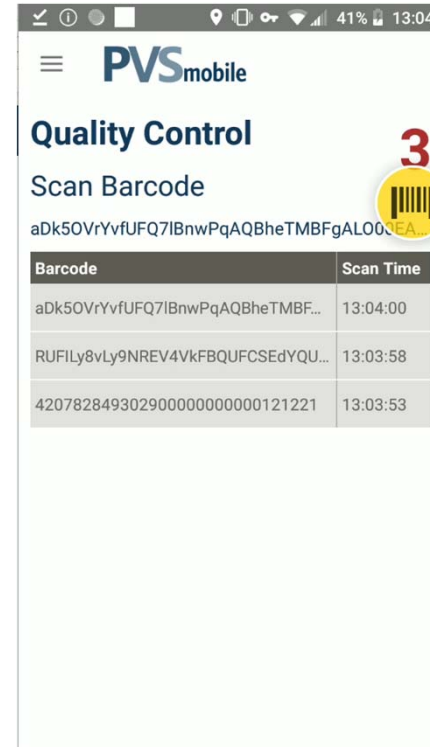 41% 13:04
PVSmobile
Quality Control
3
Scan Barcode
Barcode Scan Time
aDk5OVrYvfUFQ7lBnwPqAQBheTMBF... 13:04:00
RUFILy8vLy9NREV4VkFBQUFCSEdYQU... 13:03:58
420782849302900000000000121221 13:03:53